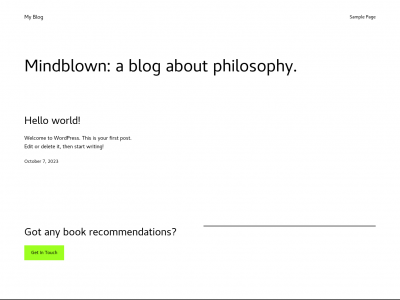 My Blog
Sample Page
Mindblown: a blog about philosophy.
Hello world!
Welcome to WordPress. This is your first post.
Edit or delete it, then start writing!
October 7, 2023
Got any book recommendations?
Get In Touch